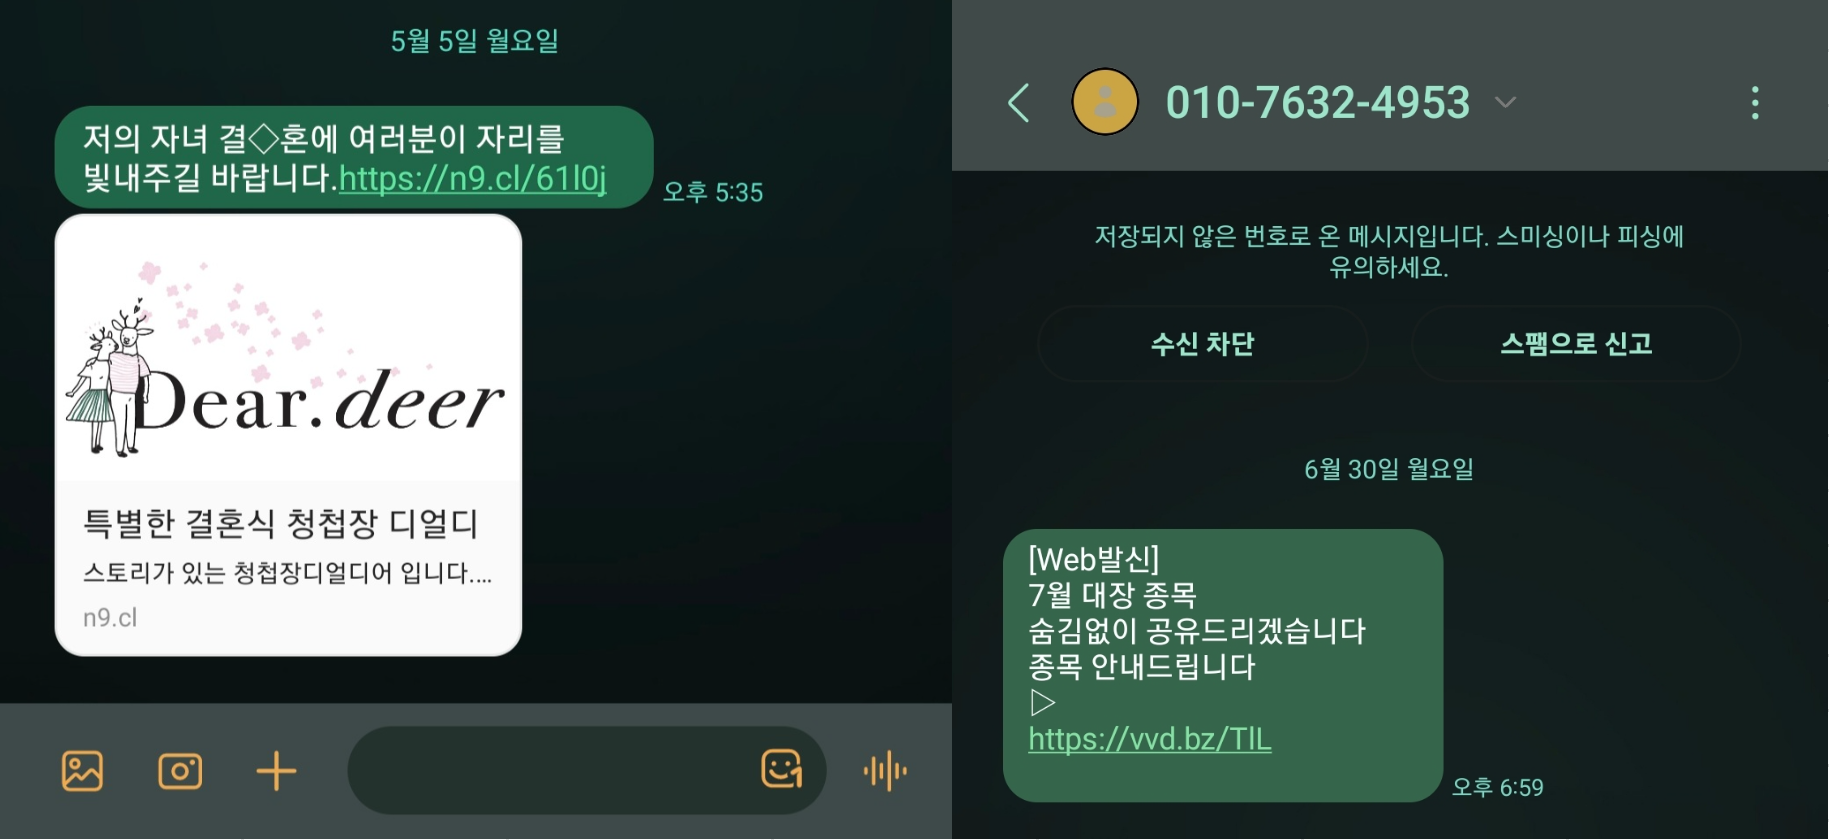 5월 5일 월요일
저의 자녀 결◇혼에 여러분이 자리를
빛내주길 바랍니다.https://n9.cl/61l0j
오후 5:35
Dear.deer
특별한 결혼식 청첩장 디얼디
스토리가 있는 청첩장디얼디어 입니다....
n9.cl
010-7632-4953
저장되지 않은 번호로 온 메시지입니다. 스미싱이나 피싱에
유의하세요.
수신 차단
스팸으로 신고
6월 30일 월요일
[Web발신]
7월 대장 종목
숨김없이 공유드리겠습니다
종목 안내드립니다
▷
https://vvd.bz/TlL
오후 6:59